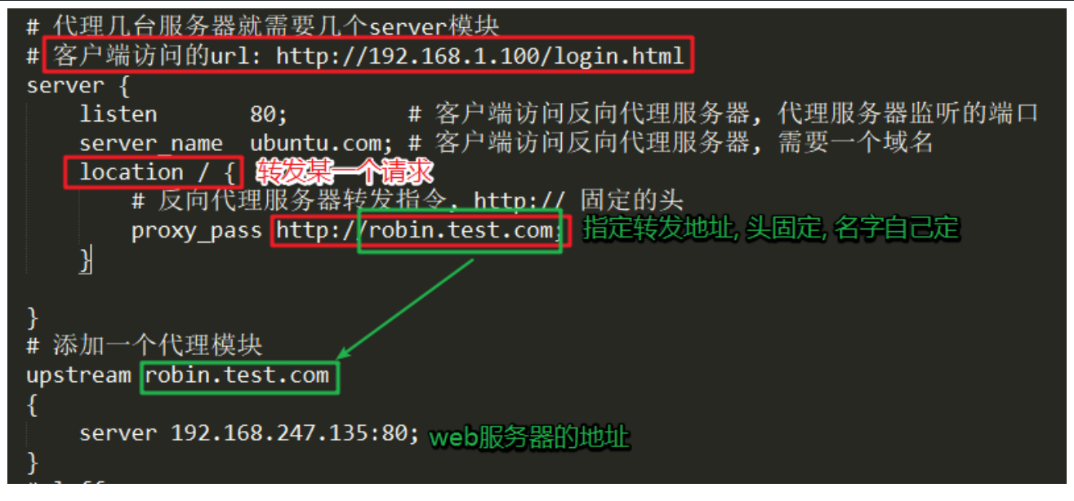 # 代理几台服务器就需要几个server模块
# 客户端访问的url: http://192.168.1.100/login.html
server {
listen 80; # 客户端访问反向代理服务器, 代理服务器监听的端口
server_name ubuntu.com; # 客户端访问反向代理服务器, 需要一个域名
location / { 转发某一个请求
# 反向代理服务器转发指令, http:// 固定的头
proxy_pass http://robin.test.com; 指定转发地址, 头固定, 名字自己定
}
}
# 添加一个代理模块
upstream robin.test.com
{
server 192.168.247.135:80; web服务器的地址
}